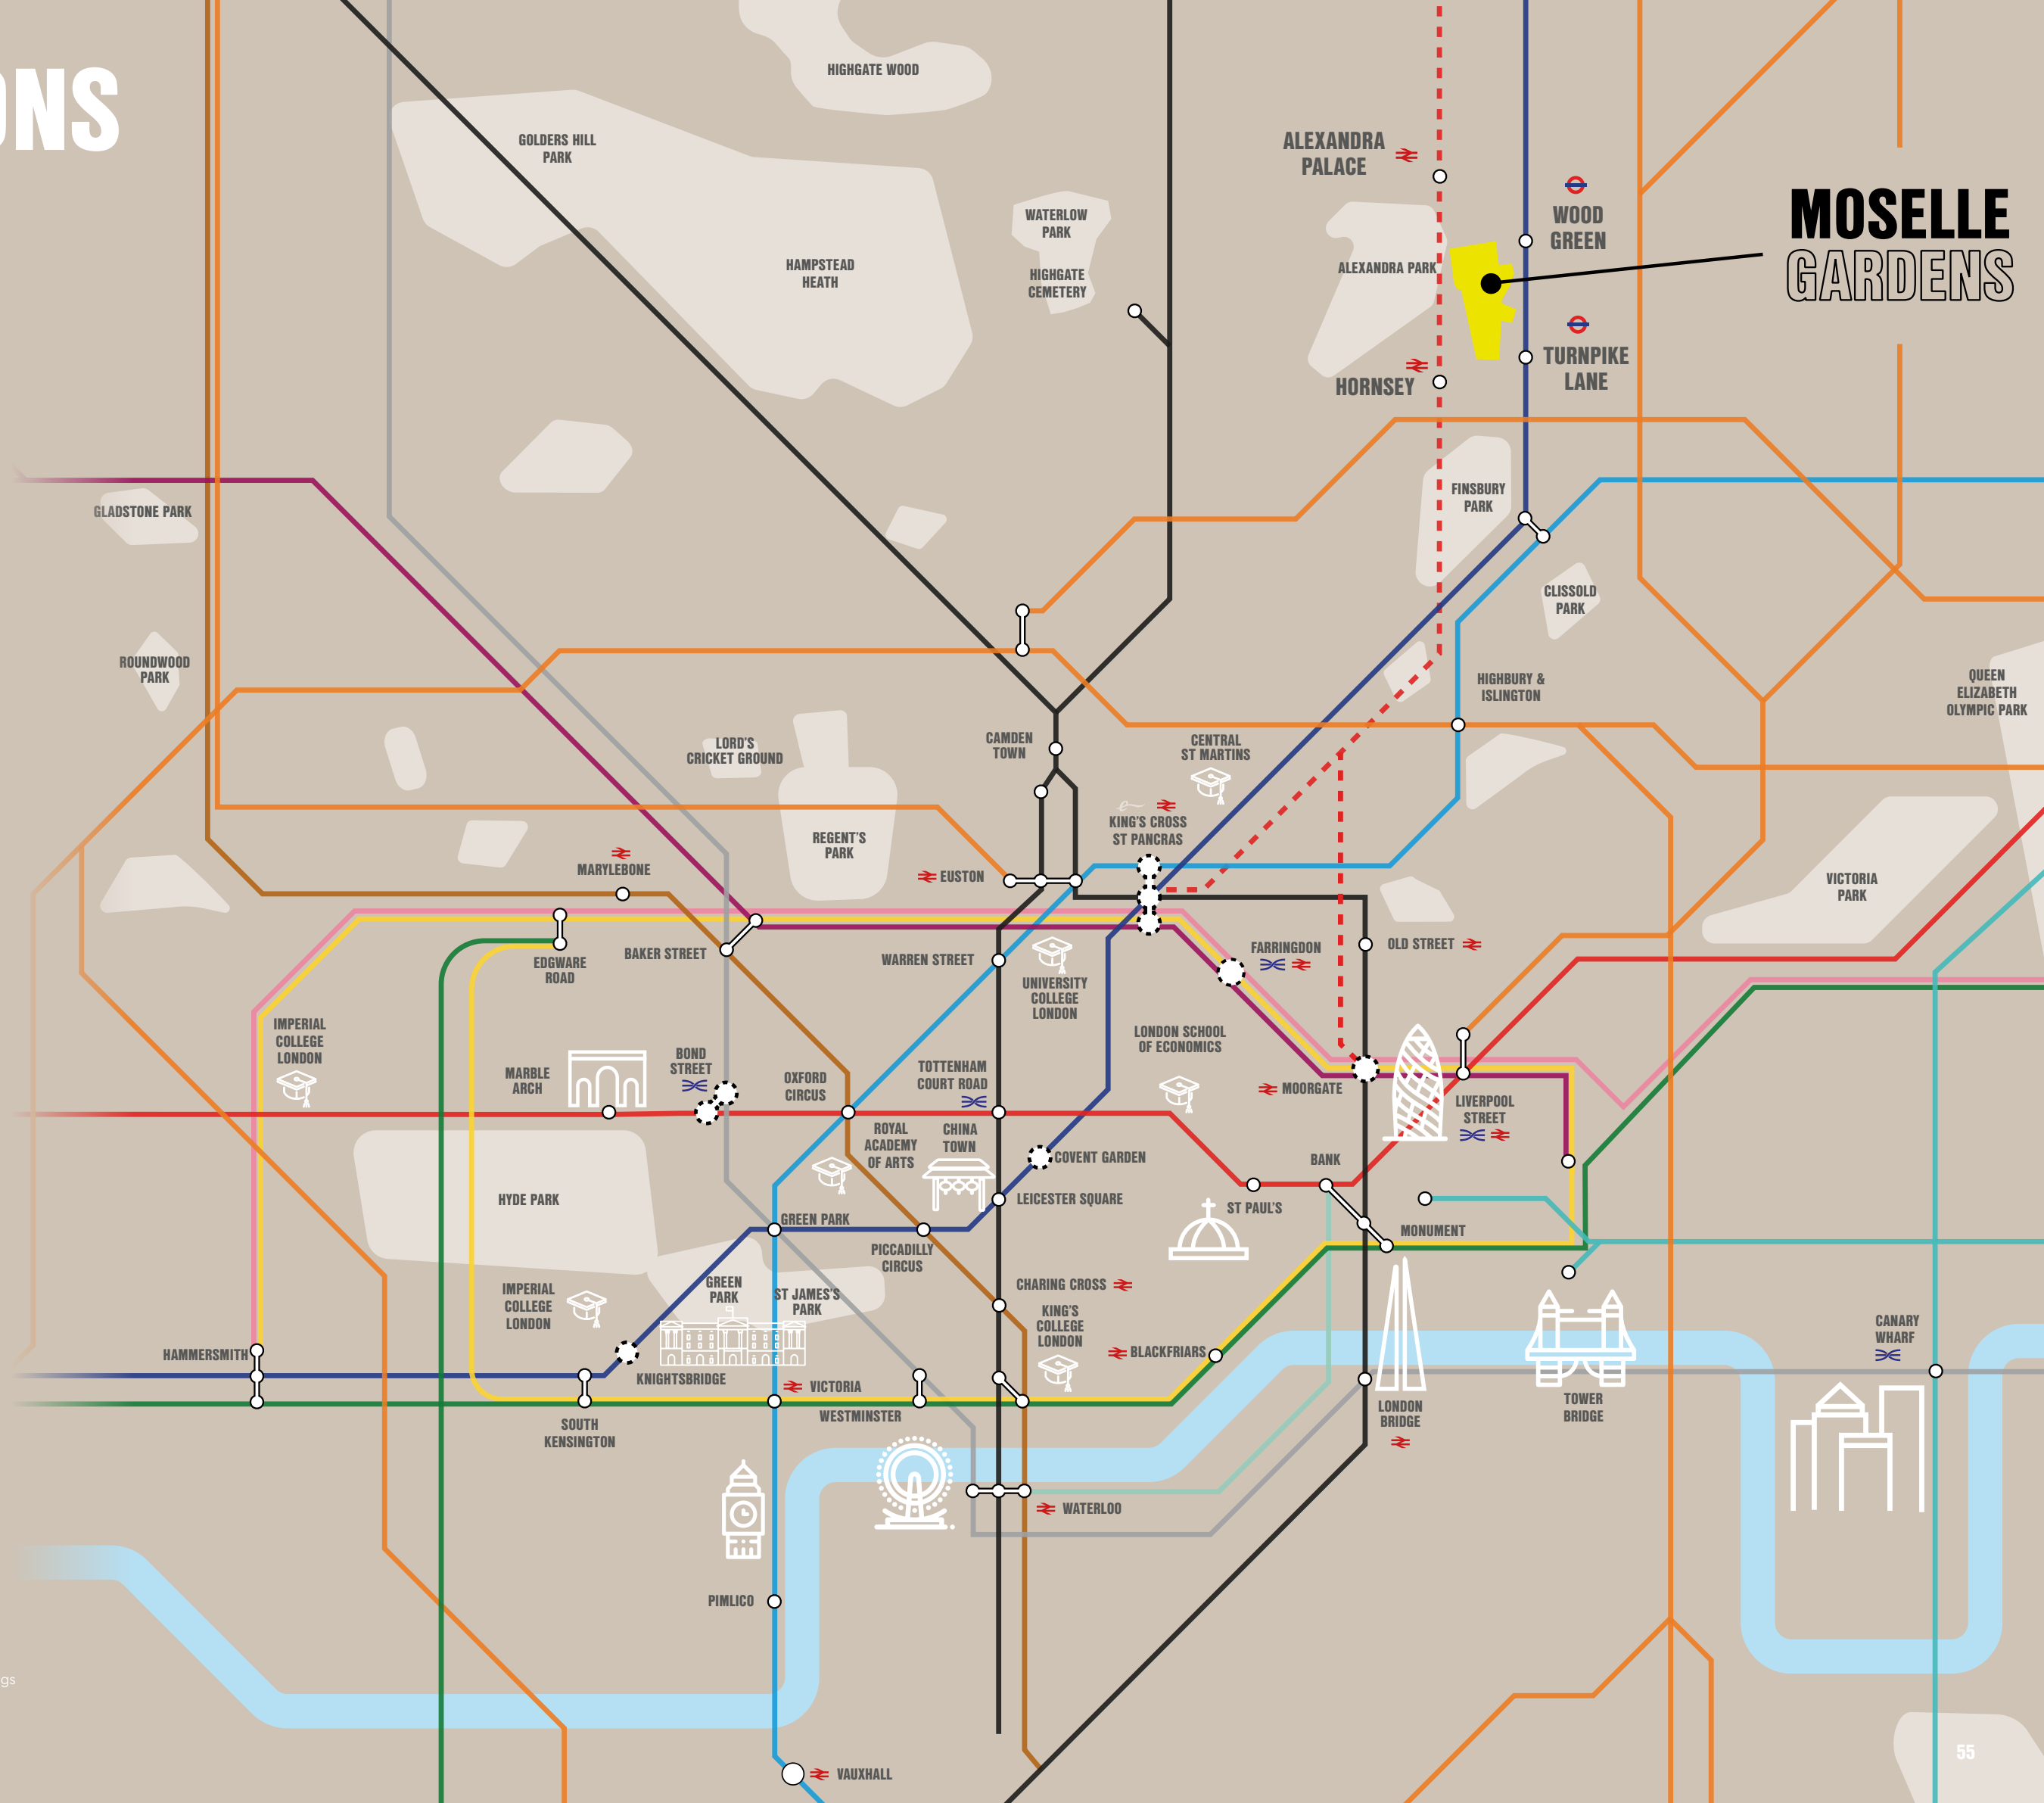 ONS
HIGHGATE WOOD
GOLDERS HILL
PARK
ALEXANDRA
PALACE
WATERLOW
PARK
WOOD
GREEN
MOSELLE
GARDENS
HAMPSTEAD
HEATH
HIGHGATE
CEMETERY
ALEXANDRA PARK
TURNPIKE
LANE
HORNSEY
GLADSTONE PARK
FINSBURY
PARK
CLISSOLD
PARK
ROUNDWOOD
PARK
HIGHBURY &
ISLINGTON
QUEEN
ELIZABETH
OLYMPIC PARK
LORD'S
CRICKET GROUND
CAMDEN
TOWN
CENTRAL
ST MARTINS
KING'S CROSS
ST PANCRAS
REGENT'S
PARK
MARYLEBONE
EUSTON
VICTORIA
PARK
EDGWARE
ROAD
BAKER STREET
WARREN STREET
FARRINGDON
OLD STREET
UNIVERSITY
COLLEGE
LONDON
IMPERIAL
COLLEGE
LONDON
MARBLE
ARCH
BOND
STREET
OXFORD
CIRCUS
TOTTENHAM
COURT ROAD
LONDON SCHOOL
OF ECONOMICS
MOORGATE
LIVERPOOL
STREET
ROYAL
ACADEMY
OF ARTS
CHINA
TOWN
COVENT GARDEN
BANK
HYDE PARK
LEICESTER SQUARE
ST PAUL'S
GREEN PARK
MONUMENT
PICCADILLY
CIRCUS
IMPERIAL
COLLEGE
LONDON
GREEN
PARK
ST JAMES'S
PARK
CHARING CROSS
KING'S
COLLEGE
LONDON
BLACKFRIARS
CANARY
WHARF
HAMMERSMITH
KNIGHTSBRIDGE
VICTORIA
WESTMINSTER
SOUTH
KENSINGTON
LONDON
BRIDGE
TOWER
BRIDGE
WATERLOO
PIMLICO
gs
VAUXHALL
55